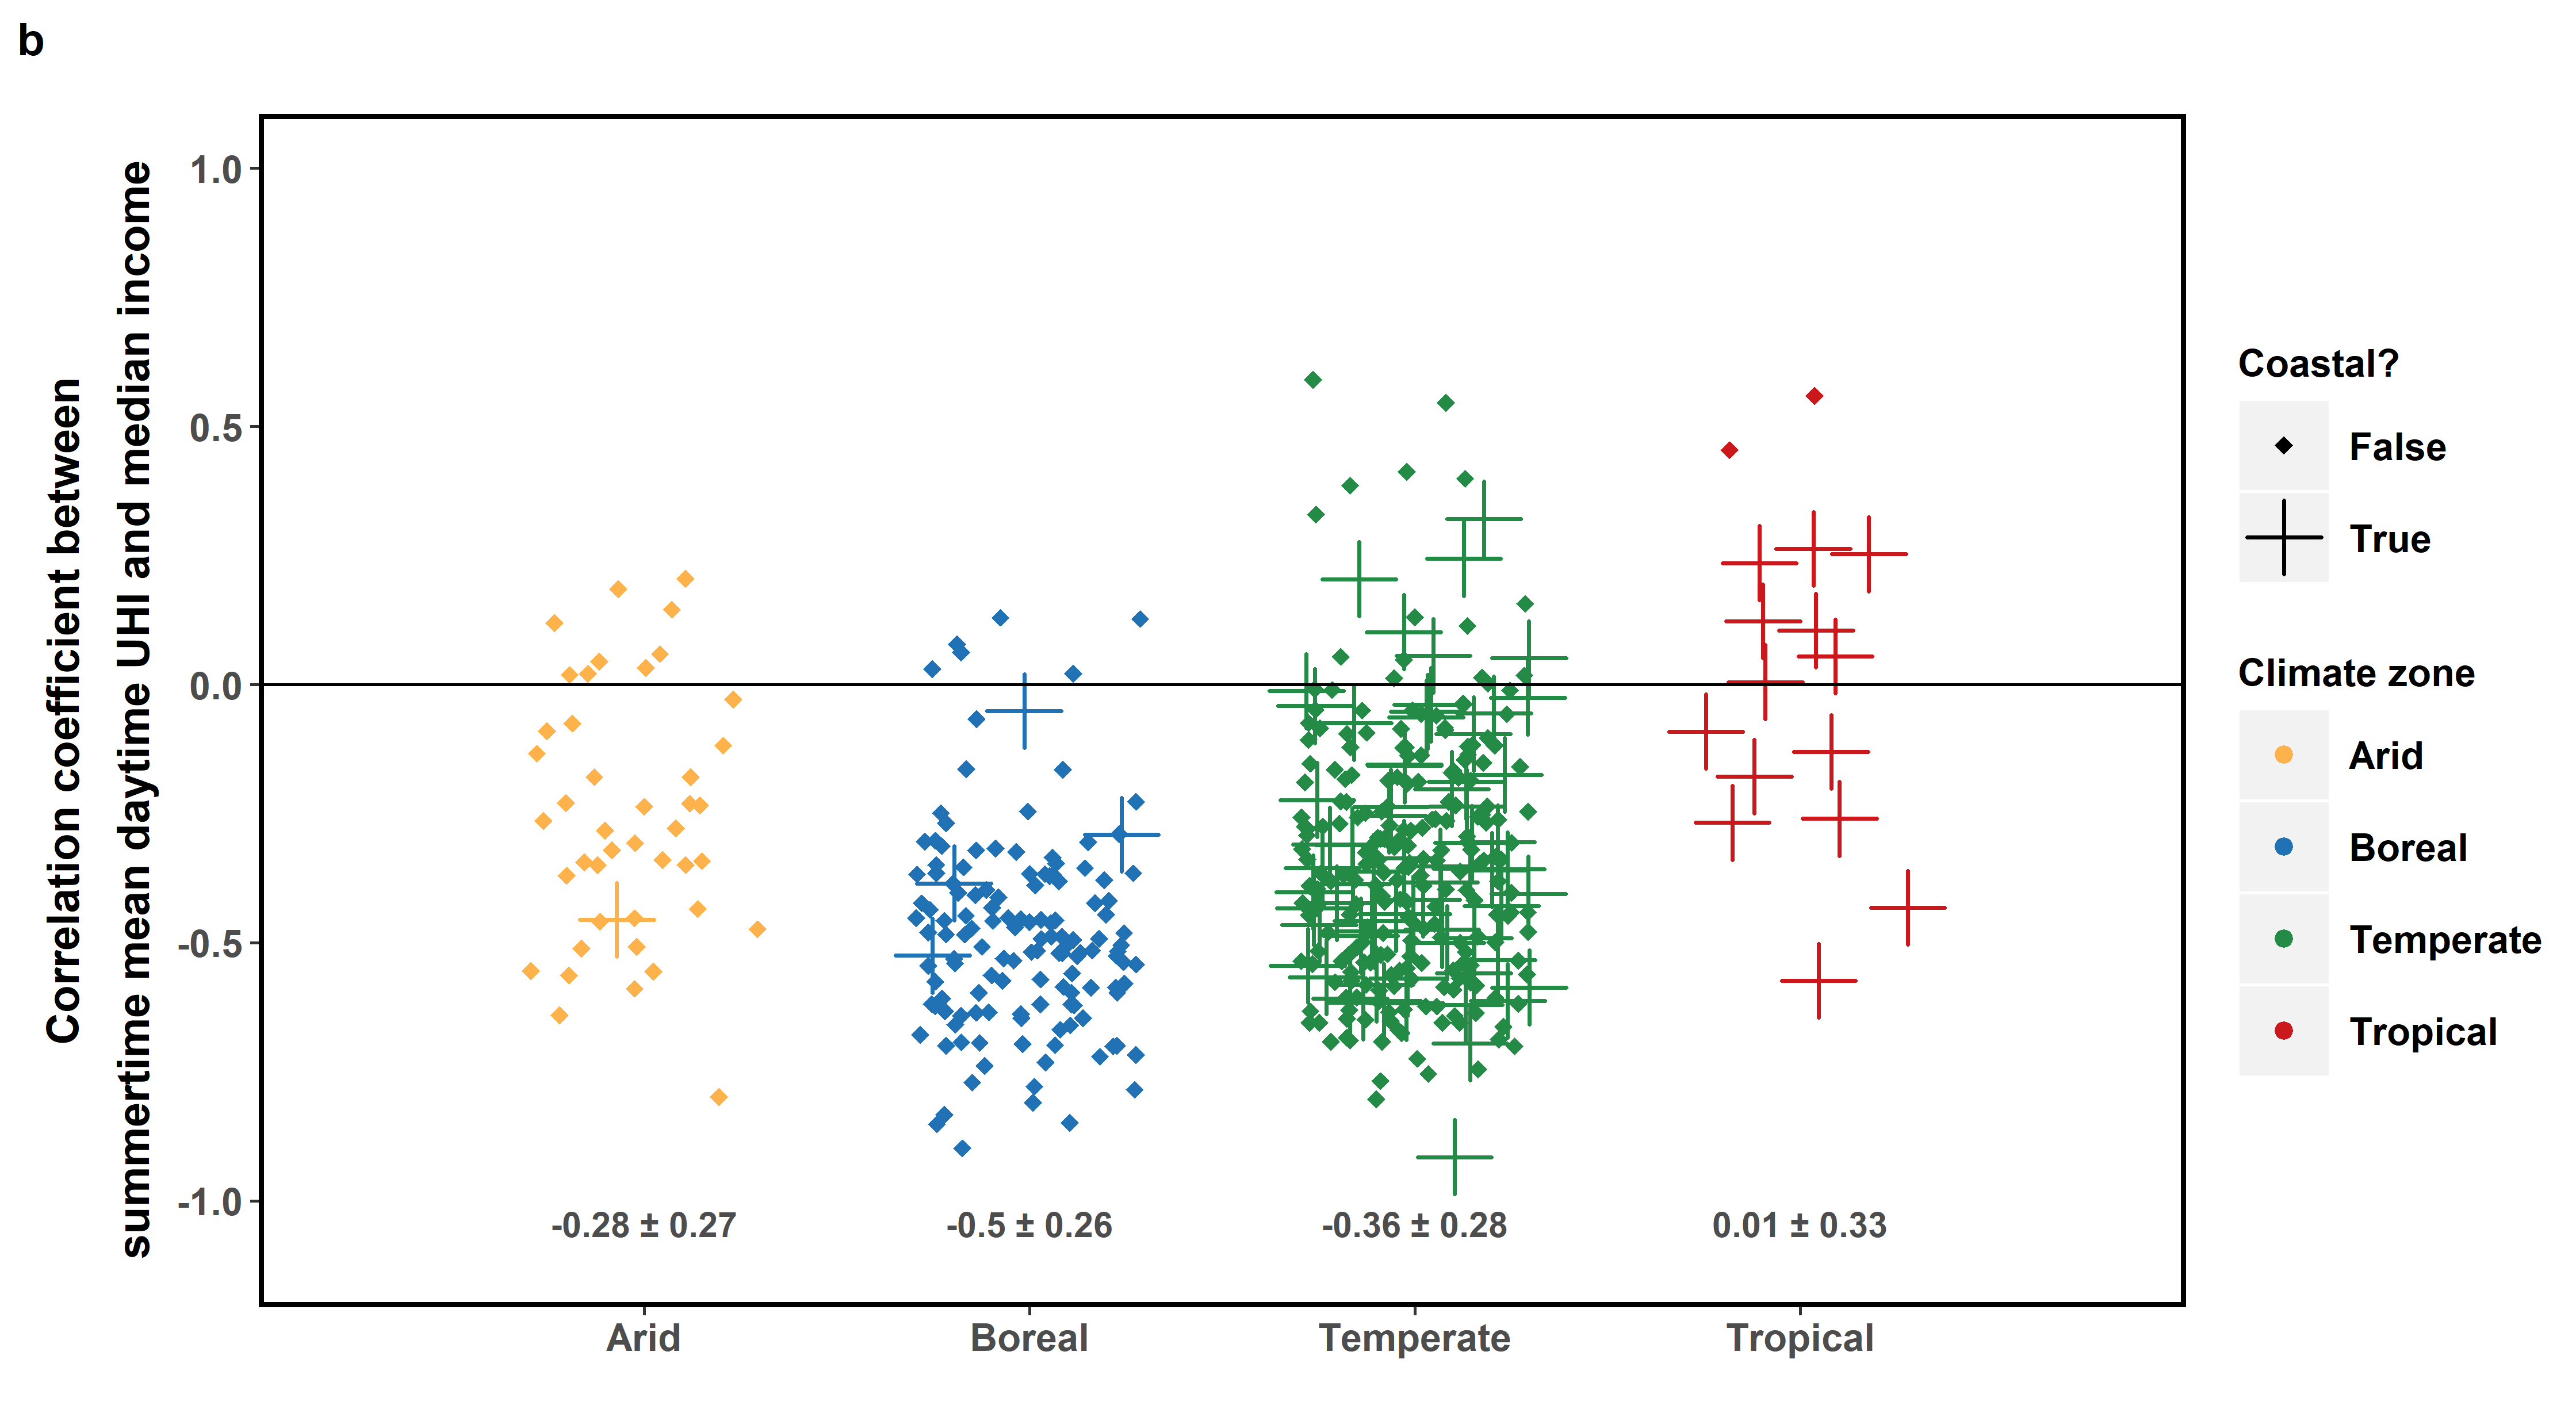 b
Correlation coefficient between
summertime mean daytime UHI and median income
1.0
0.5
0.0
-0.5
-1.0
-0.28 ± 0.27
-0.5 ± 0.26
-0.36 ± 0.28
0.01 ± 0.33
Arid
Boreal
Temperate
Tropical
Coastal?
False
True
Climate zone
Arid
Boreal
Temperate
Tropical